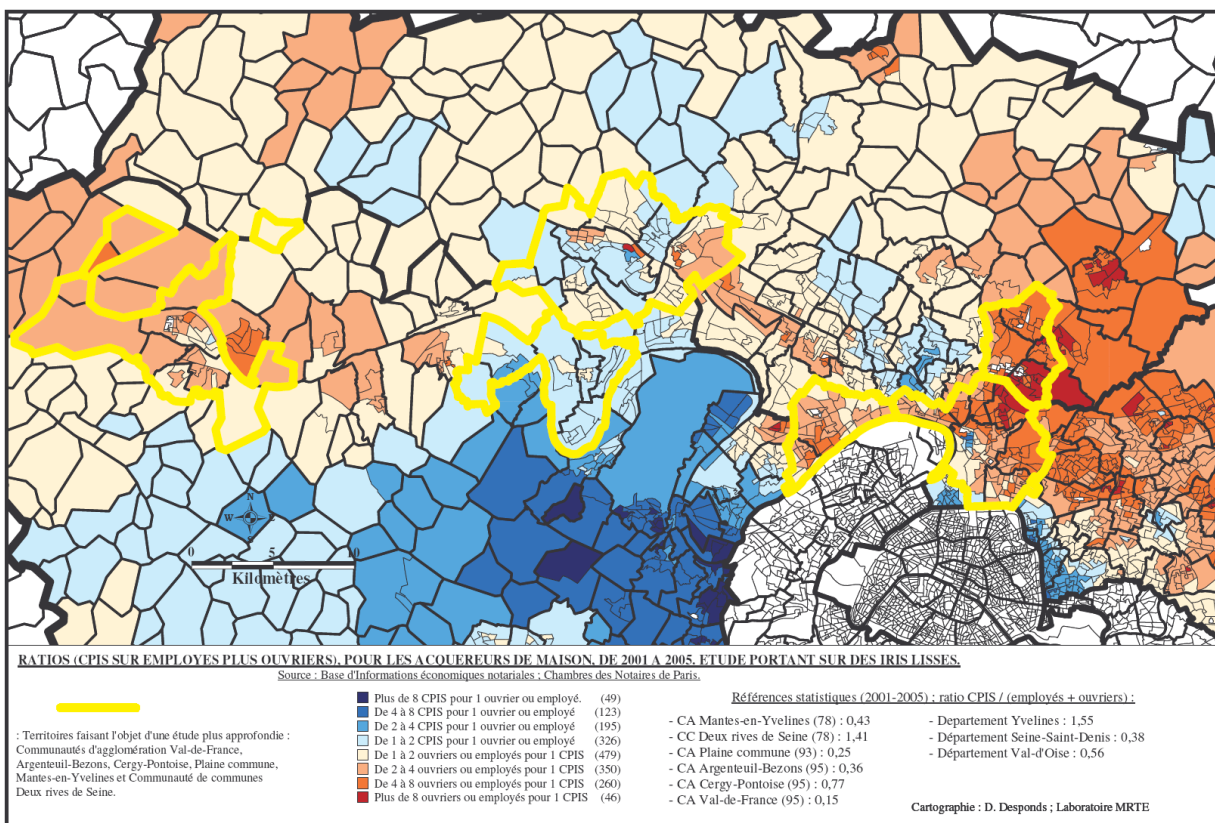 N
W
E
S
0
5
10
Kilomètres
RATIOS (CPIS SUR EMPLOYES PLUS OUVRIERS), POUR LES ACQUEREURS DE MAISON, DE 2001 A 2005. ETUDE PORTANT SUR DES IRIS LISSES.
Source : Base d'Informations économiques notariales ; Chambres des Notaires de Paris.
: Territoires faisant l'objet d'une étude plus approfondie :
Communautés d'agglomération Val-de-France,
Argenteuil-Bezons, Cergy-Pontoise, Plaine commune,
Mantes-en-Yvelines et Communauté de communes
Deux rives de Seine.
Plus de 8 CPIS pour 1 ouvrier ou employé. (49)
De 4 à 8 CPIS pour 1 ouvrier ou employé (123)
De 2 à 4 CPIS pour 1 ouvrier ou employé (195)
De 1 à 2 CPIS pour 1 ouvrier ou employé (326)
De 1 à 2 ouvriers ou employés pour 1 CPIS (479)
De 2 à 4 ouvriers ou employés pour 1 CPIS (350)
De 4 à 8 ouvriers ou employés pour 1 CPIS (260)
Plus de 8 ouvriers ou employés pour 1 CPIS (46)
Références statistiques (2001-2005) ; ratio CPIS / (employés + ouvriers) :
- CA Mantes-en-Yvelines (78) : 0,43
- CC Deux rives de Seine (78) : 1,41
- CA Plaine commune (93) : 0,25
- CA Argenteuil-Bezons (95) : 0,36
- CA Cergy-Pontoise (95) : 0,77
- CA Val-de-France (95) : 0,15
- Departement Yvelines : 1,55
- Département Seine-Saint-Denis : 0,38
- Département Val-d'Oise : 0,56
Cartographie : D. Desponds ; Laboratoire MRTE